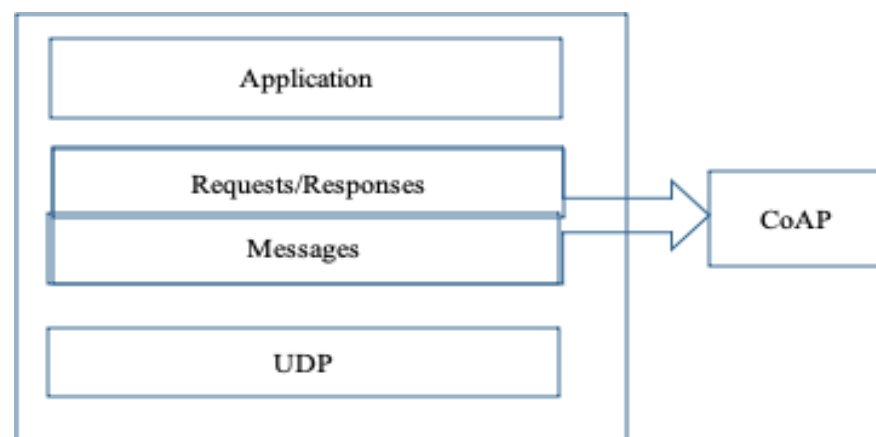 Application
Requests/Responses
Messages
CoAP
UDP